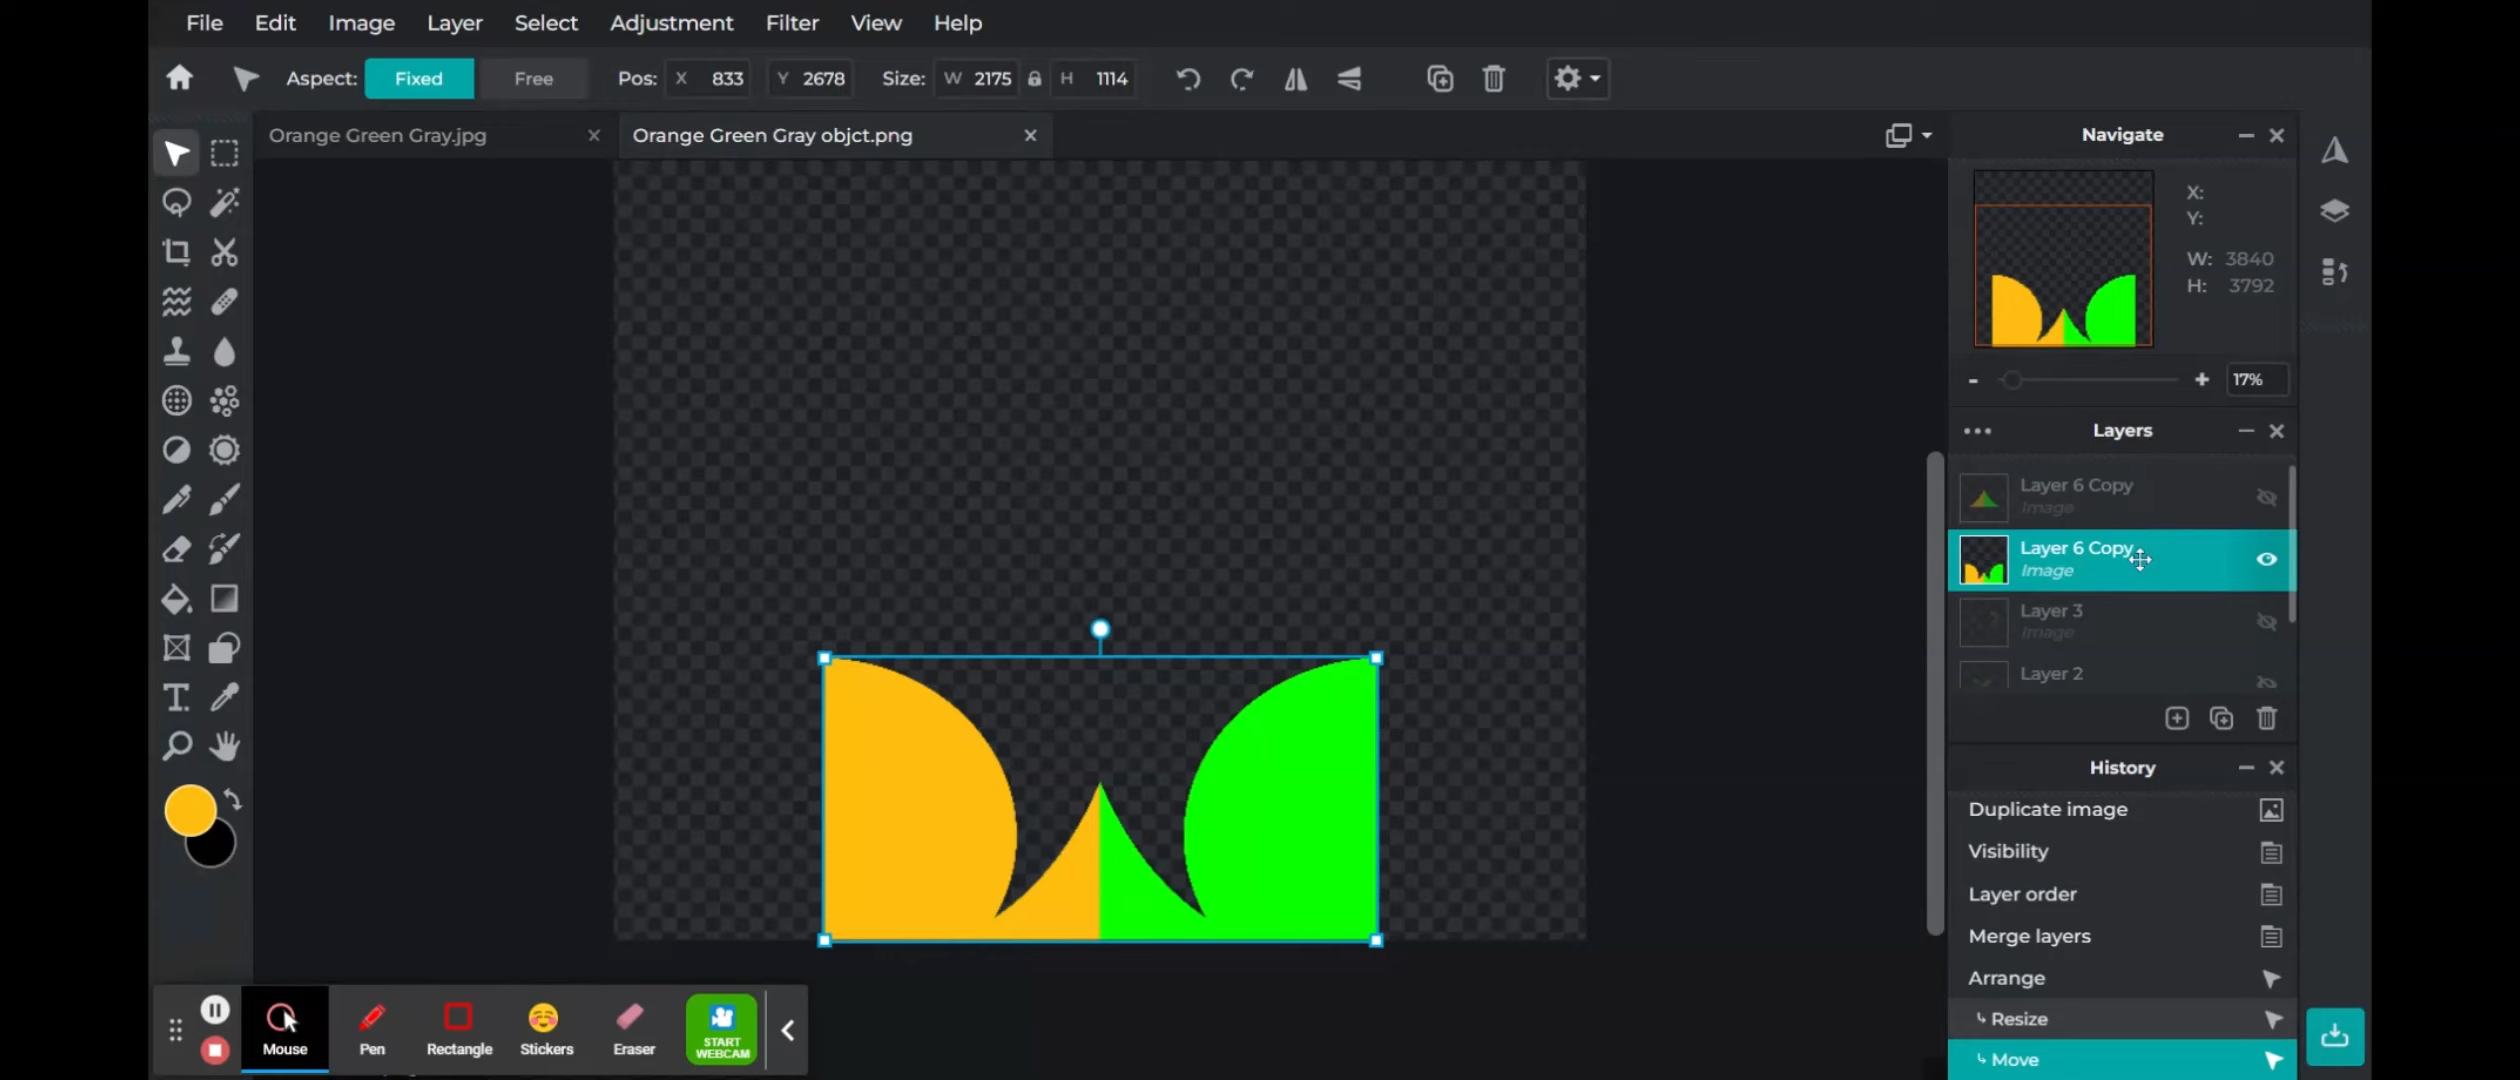 File Edit Image Layer Select Adjustment Filter View Help
Aspect: Fixed Free Pos: X 833 Y 2678 Size: W 2175 H 1114
Orange Green Gray.jpg Orange Green Gray objct.png
Navigate
X:
Y:
W: 3840
H: 3792
17%
Layers
Layer 6 Copy
Image
Layer 6 Copy
Image
Layer 3
Image
Layer 2
History
Duplicate image
Visibility
Layer order
Merge layers
Arrange
Resize
Move
Mouse Pen Rectangle Stickers Eraser START
WEBCAM